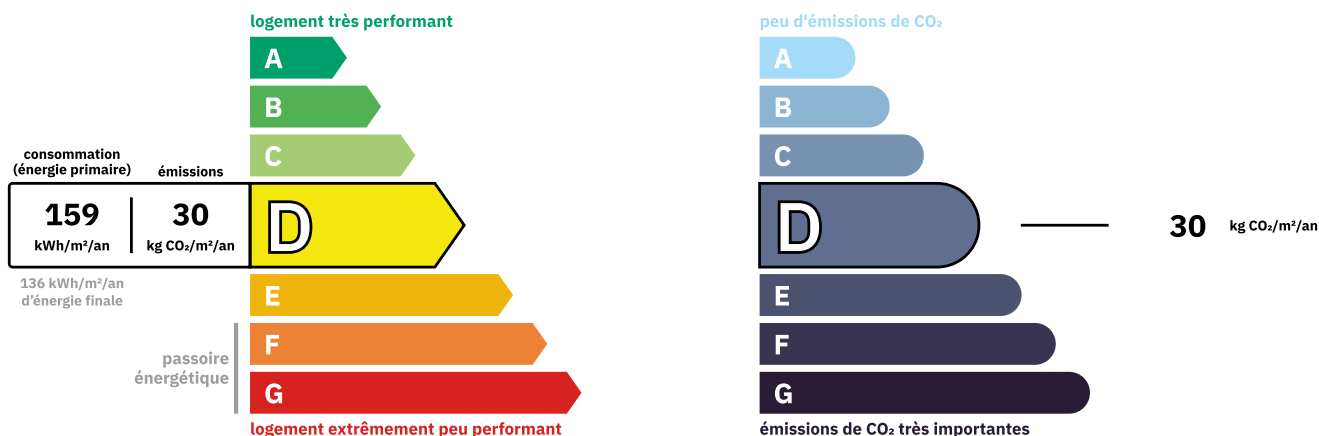 logement très performant
A
B
C
consommation
(énergie primaire)
émissions
159
kWh/m²/an
30
kg CO₂/m²/an
D
136 kWh/m²/an
d'énergie finale
E
passoire
énergétique
F
G
logement extrêmement peu performant
peu d'émissions de CO₂
A
B
C
D
30 kg CO₂/m²/an
E
F
G
émissions de CO₂ très importantes